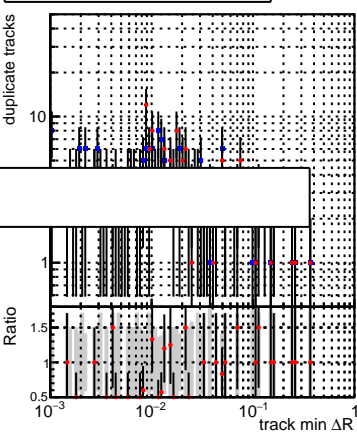 duplicate tracks
10
1
Ratio
1.5
1
0.5
10⁻³ 10⁻² 10⁻¹ 1
track min ΔR